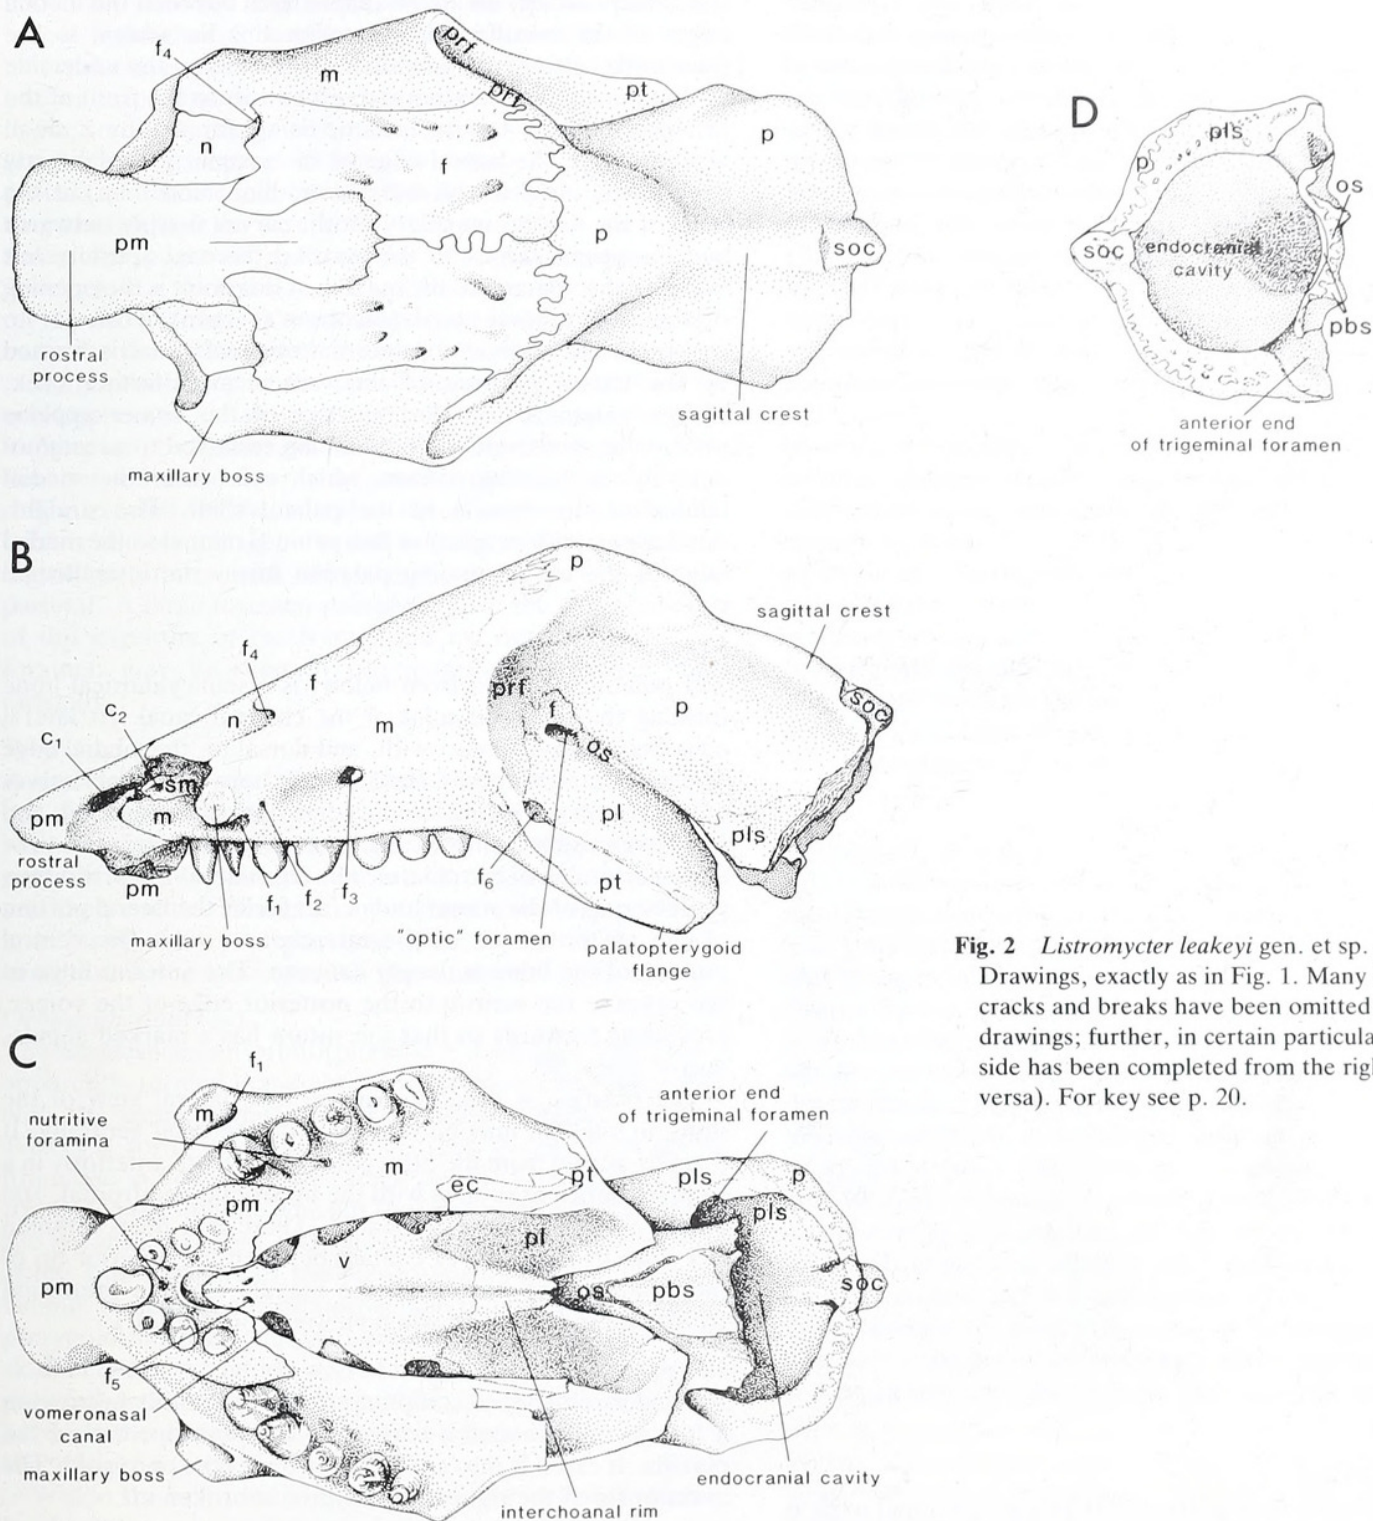 A
f4
m
prf
prf
pt
p
n
f
pm
p
soc
rostral
process
sagittal crest
maxillary boss
D
pls
p
os
soc
endocranial
cavity
pbs
anterior end
of trigeminal foramen
B
p
sagittal crest
f4
f
prf
p
soc
c2
n
m
f
c1
os
sm
pm
m
pl
pls
rostral
process
pm
f1
f2
f3
f6
pt
maxillary boss
"optic" foramen
palatopterygoid
flange
Fig. 2 Listromycter leakeyi gen. et sp.
Drawings, exactly as in Fig. 1. Many
cracks and breaks have been omitted
drawings; further, in certain particula
side has been completed from the righ
versa). For key see p. 20.
C
f1
nutritive
foramina
m
anterior end
of trigeminal foramen
m
pt
pls
p
ec
pm
pls
v
pl
pm
os
pbs
soc
f5
vomeronasal
canal
maxillary boss
endocranial cavity
interchoanal rim